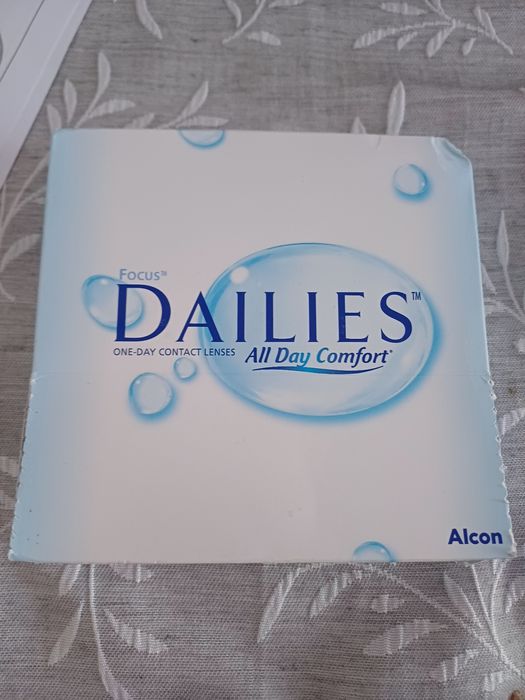 Focus™
DAILIES™
ONE-DAY CONTACT LENSES All Day Comfort*
Alcon